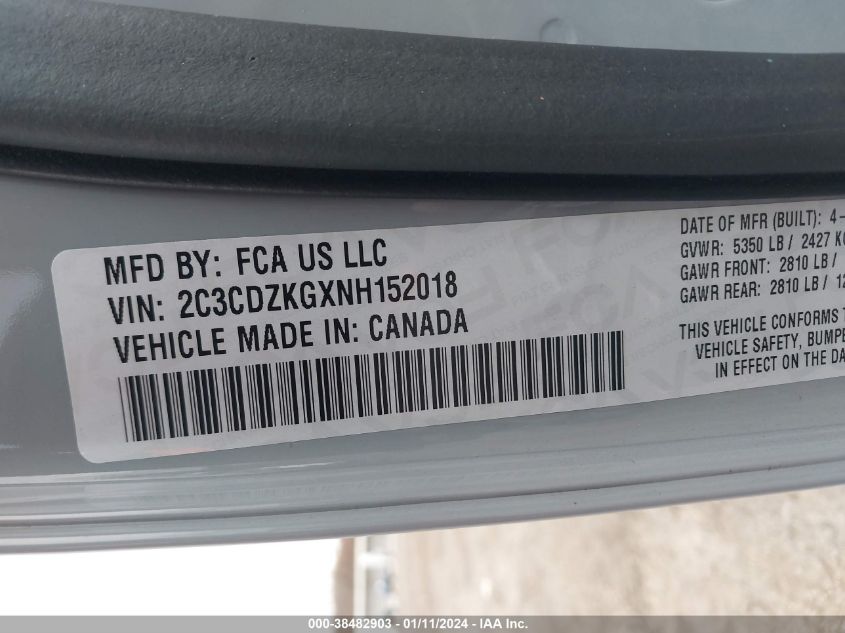 MFD BY: FCA US LLC
VIN: 2C3CDZKGXNH152018
VEHICLE MADE IN: CANADA
DATE OF MFR (BUILT): 4-
GVWR: 5350 LB / 2427 KG
GAWR FRONT: 2810 LB /
GAWR REAR: 2810 LB / 12
THIS VEHICLE CONFORMS T
VEHICLE SAFETY, BUMPE
IN EFFECT ON THE DA
000-38482903 - 01/11/2024 - IAA Inc.